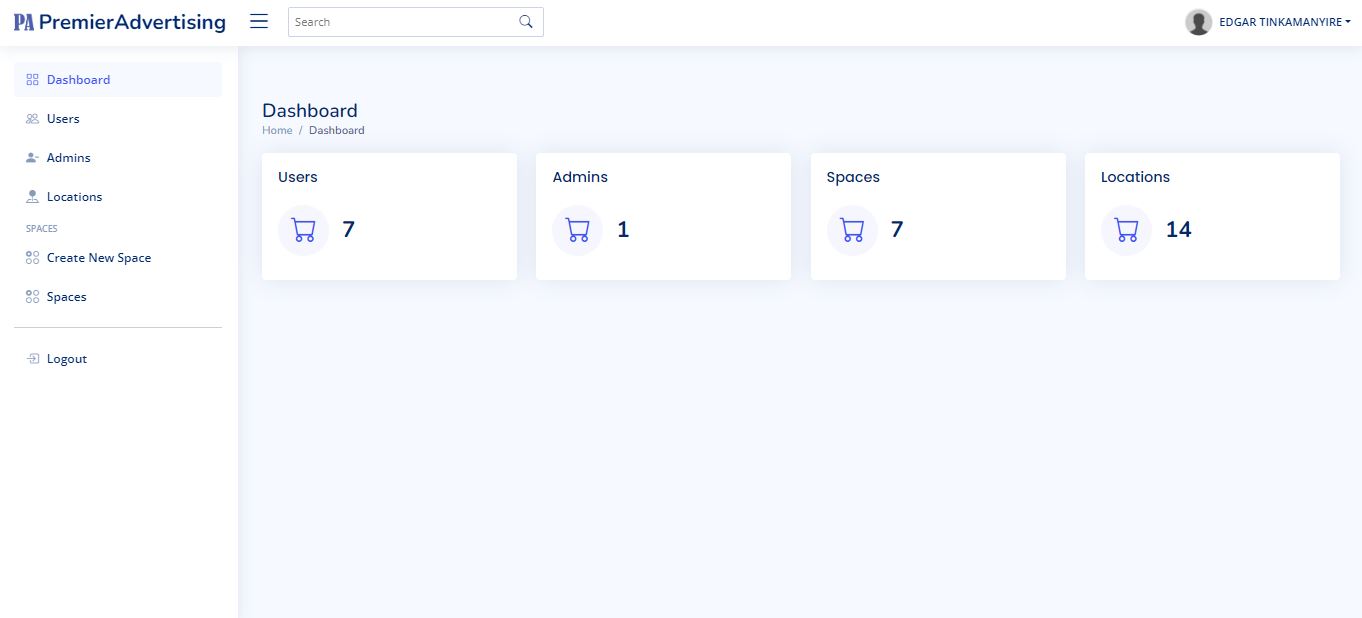 PA PremierAdvertising
Search
EDGAR TINKAMANYIRE
Dashboard
Users
Admins
Locations
SPACES
Create New Space
Spaces
Logout
Dashboard
Home / Dashboard
Users
7
Admins
1
Spaces
7
Locations
14